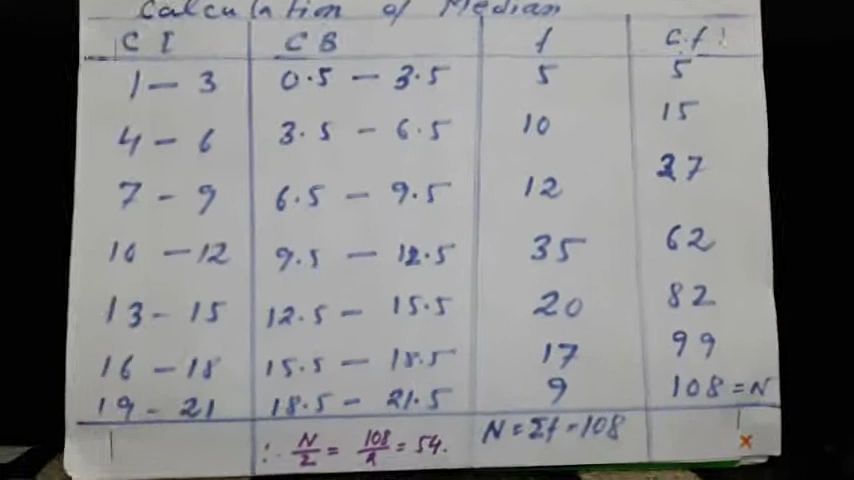 Calculation of Median
C I C B f c.f.
1 - 3 0.5 - 3.5 5 5
4 - 6 3.5 - 6.5 10 15
7 - 9 6.5 - 9.5 12 27
10 - 12 9.5 - 12.5 35 62
13 - 15 12.5 - 15.5 20 82
16 - 18 15.5 - 18.5 17 99
19 - 21 18.5 - 21.5 9 108 = N
∴ N/2 = 108/2 = 54. N = Σf = 108